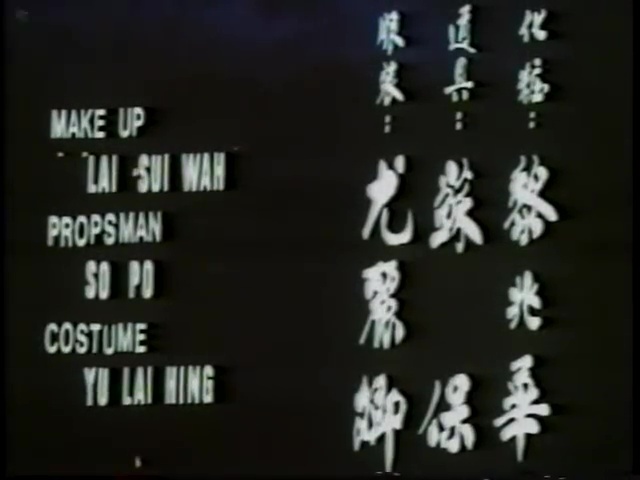 MAKE UP
LAI SUI WAH
PROPSMAN
SO PO
COSTUME
YU LAI HING
化粧：黎兆華
道具：蘇保
服裝：尤麗卿